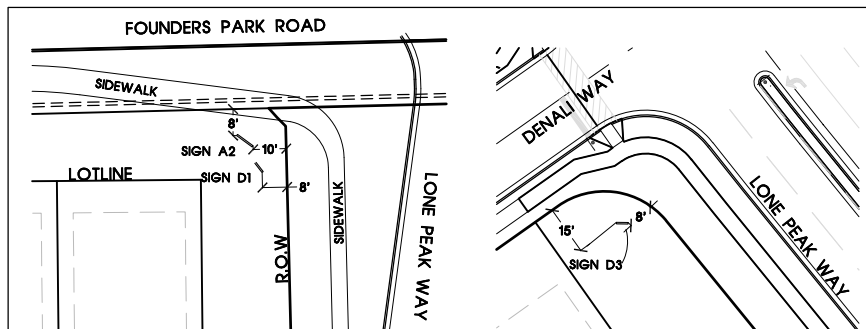 FOUNDERS PARK ROAD
SIDEWALK
8'
SIGN A2
10'
LOTLINE
SIGN D1
8'
SIDEWALK
R.O.W
LONE PEAK WAY
DENALI WAY
LONE PEAK WAY
15'
8'
SIGN D3